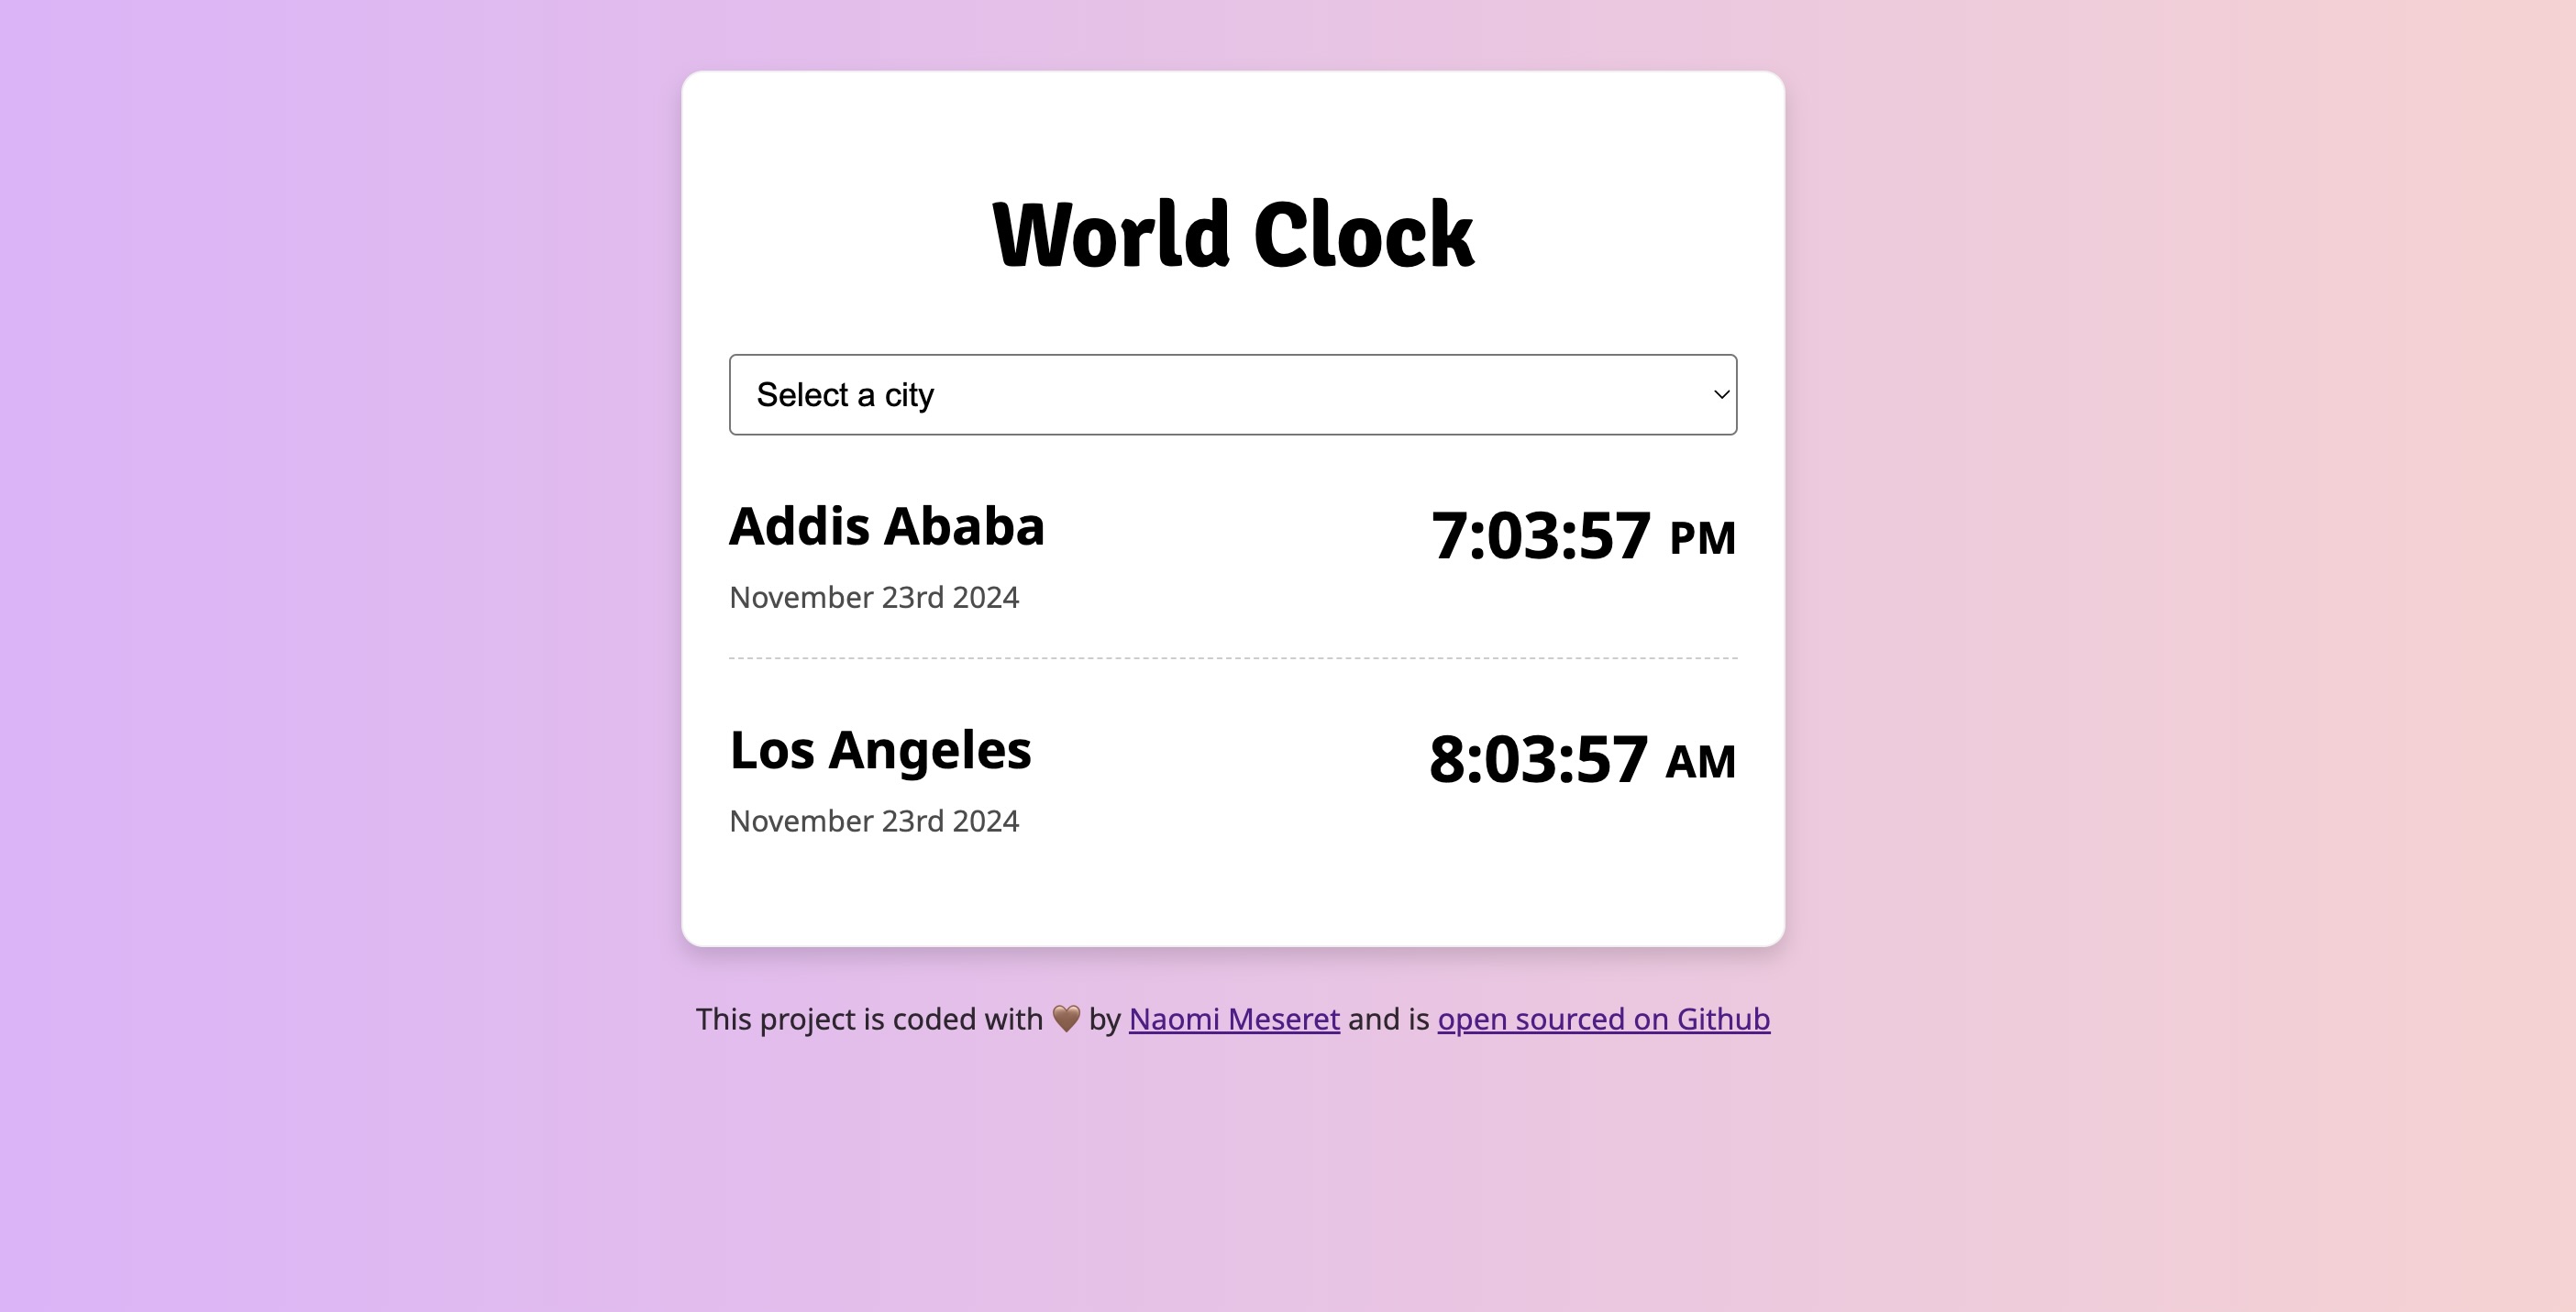 World Clock
Select a city
Addis Ababa
7:03:57 PM
November 23rd 2024
Los Angeles
8:03:57 AM
November 23rd 2024
This project is coded with 🤎 by Naomi Meseret and is open sourced on Github